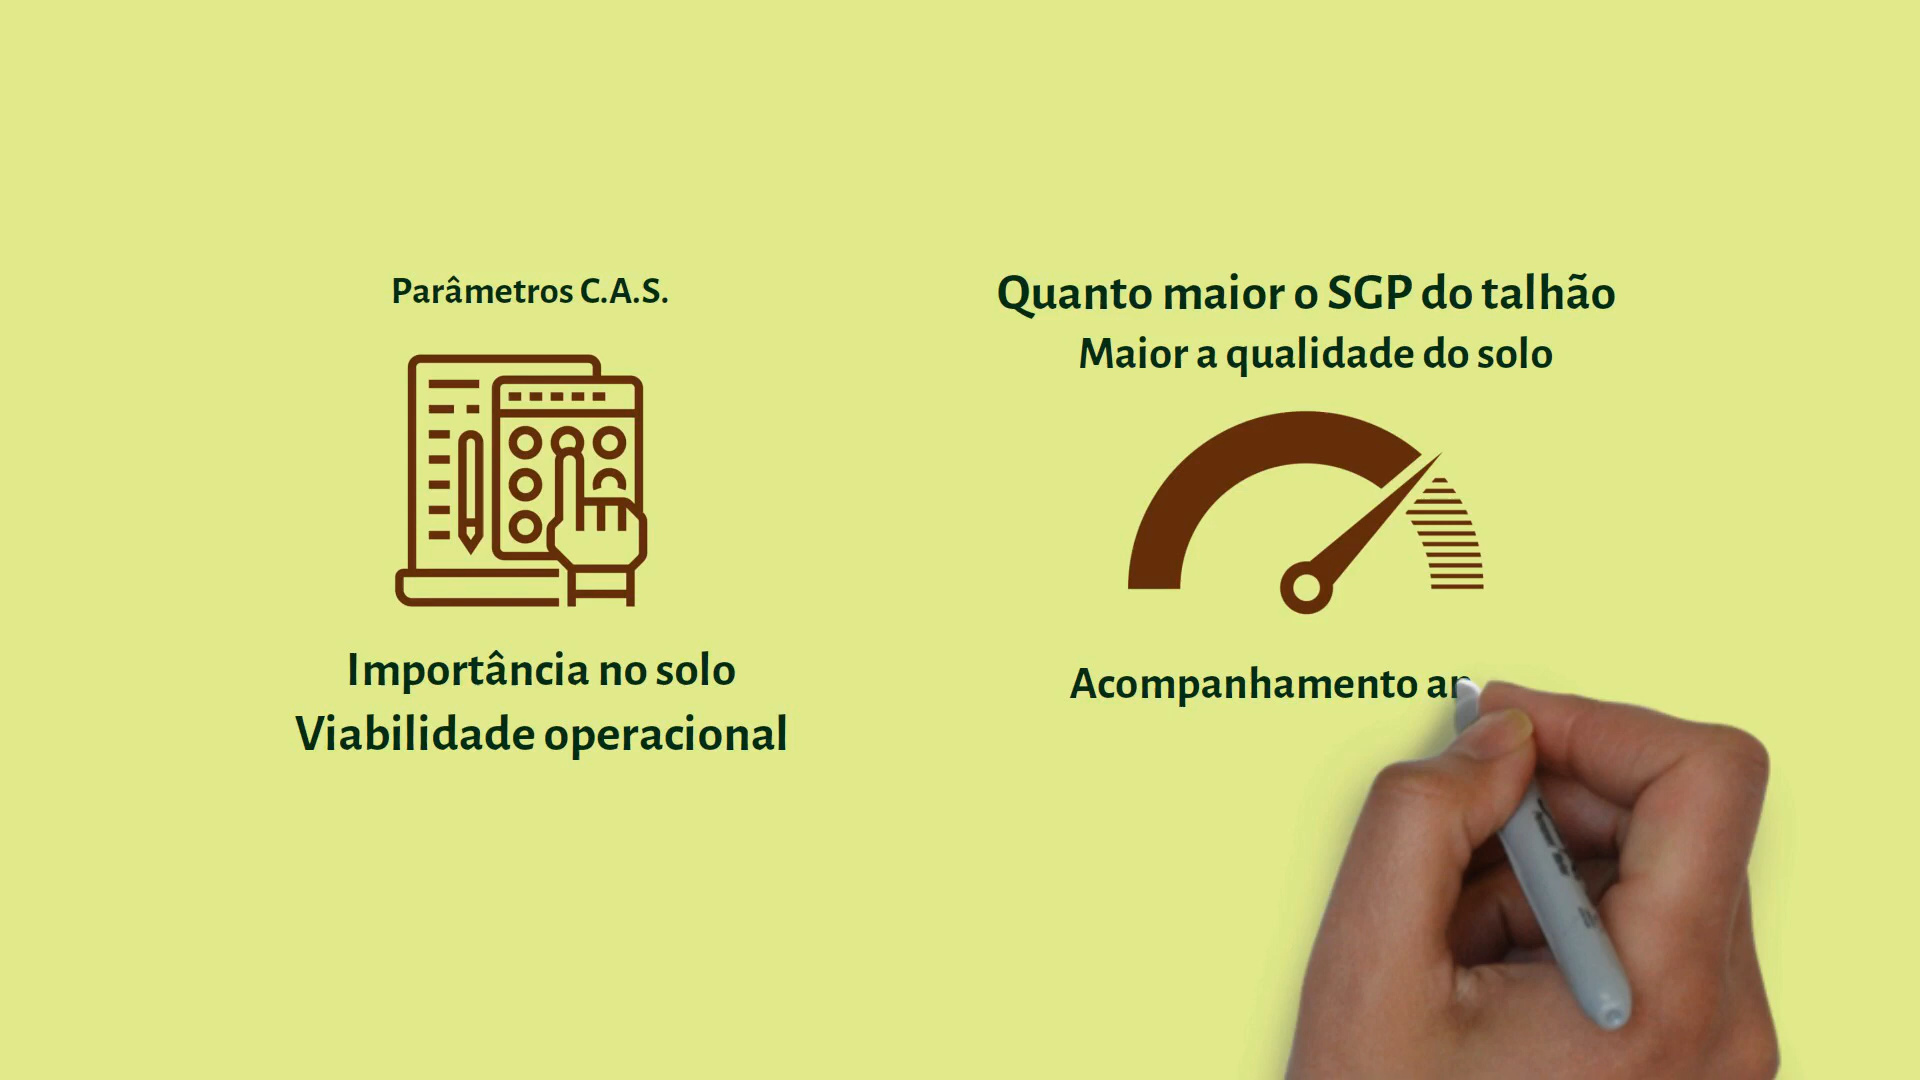 Parâmetros C.A.S.
Importância no solo
Viabilidade operacional
Quanto maior o SGP do talhão
Maior a qualidade do solo
Acompanhamento